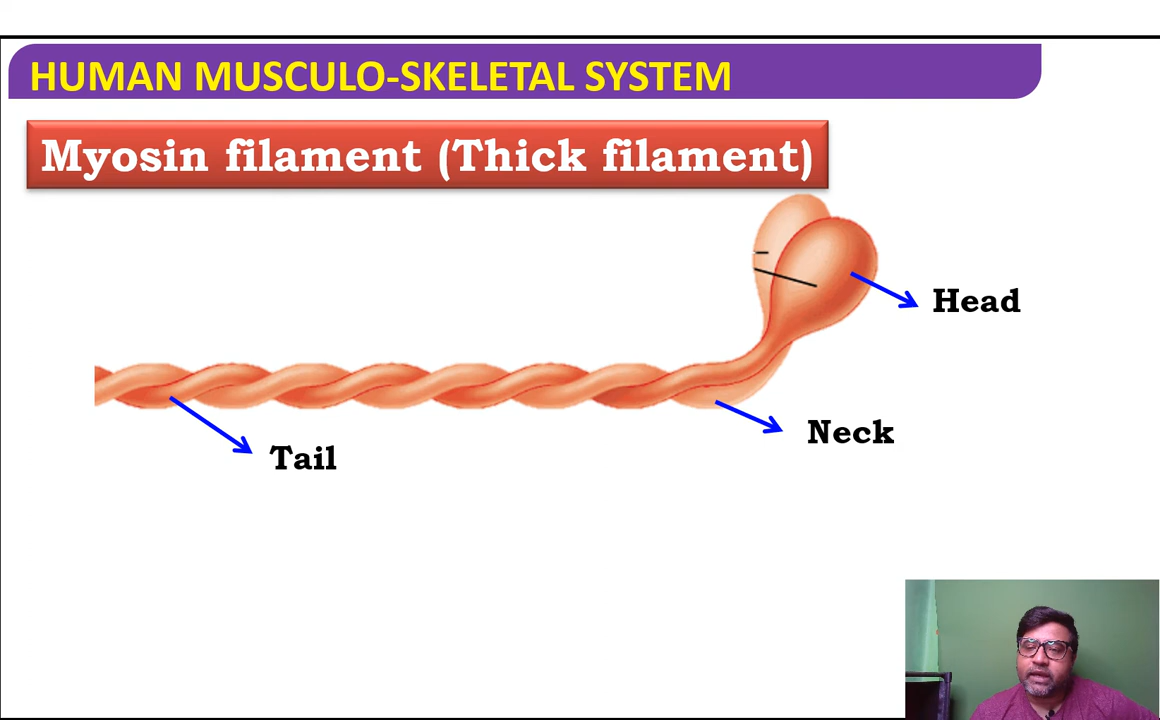 HUMAN MUSCULO-SKELETAL SYSTEM
Myosin filament (Thick filament)
Head
Neck
Tail